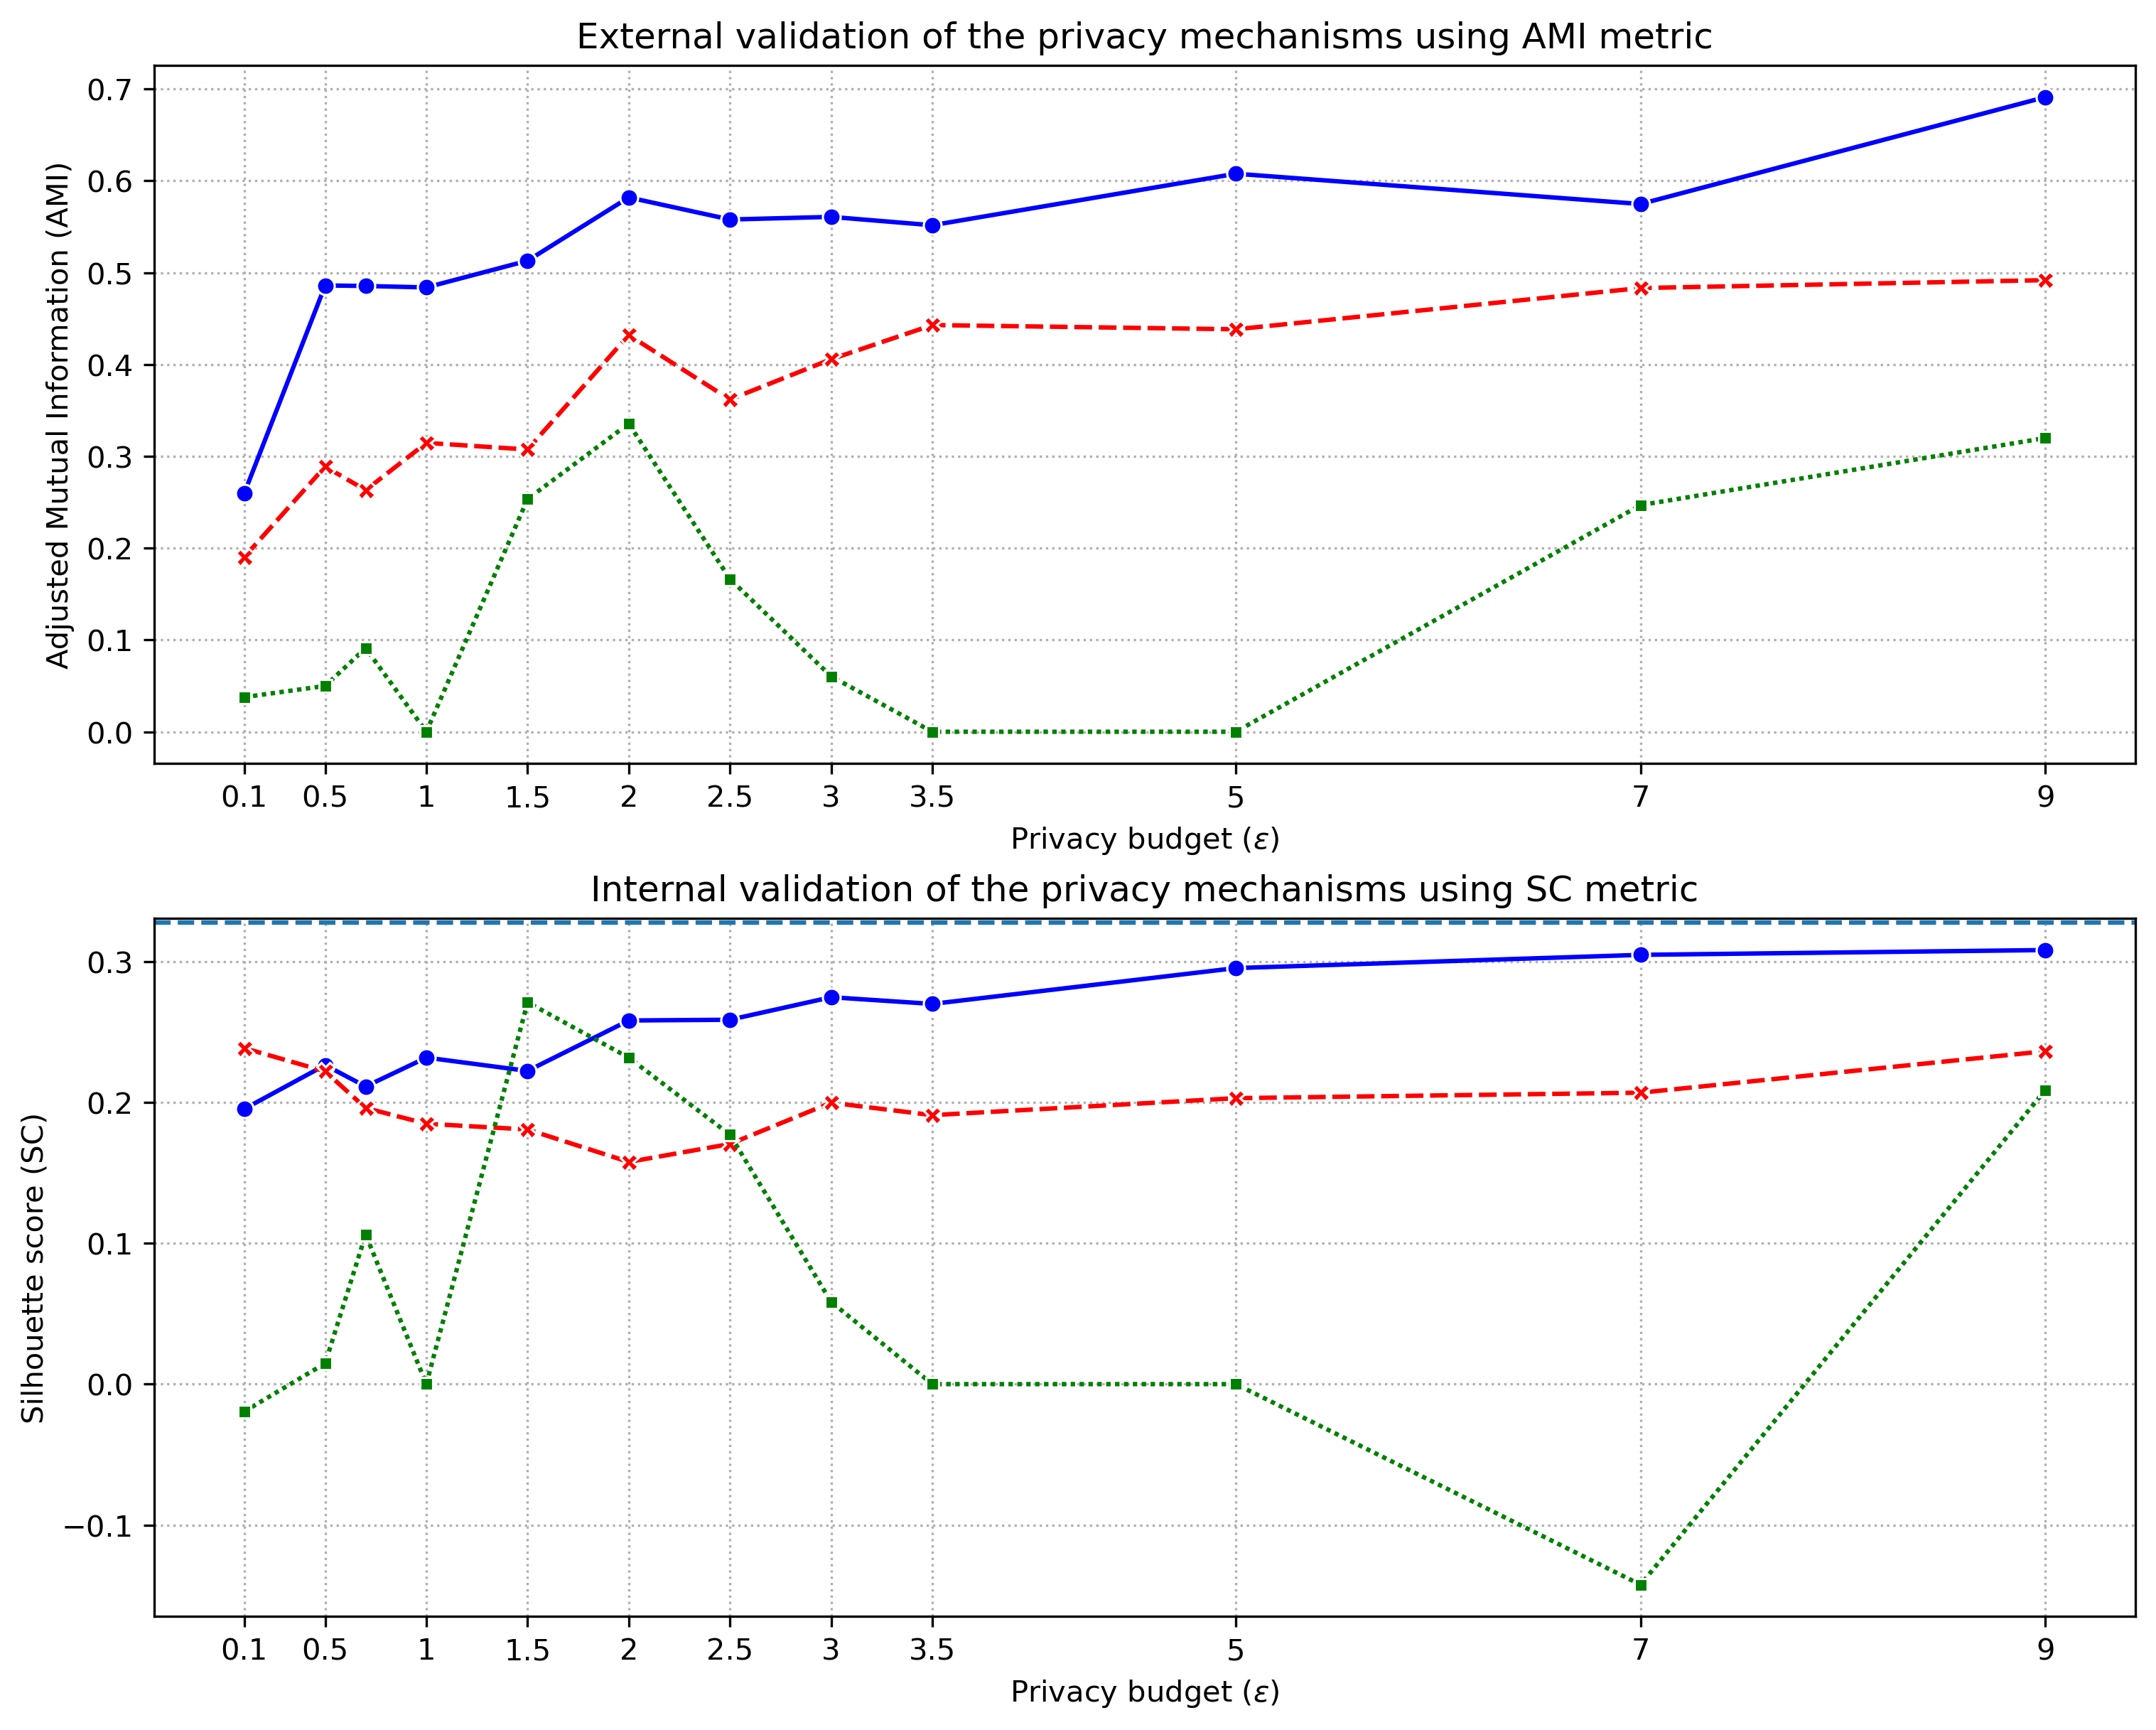 External validation of the privacy mechanisms using AMI metric
Adjusted Mutual Information (AMI)
0.7
0.6
0.5
0.4
0.3
0.2
0.1
0.0
0.1 0.5 1 1.5 2 2.5 3 3.5 5 7 9
Privacy budget (ε)
Internal validation of the privacy mechanisms using SC metric
Silhouette score (SC)
0.3
0.2
0.1
0.0
−0.1
0.1 0.5 1 1.5 2 2.5 3 3.5 5 7 9
Privacy budget (ε)